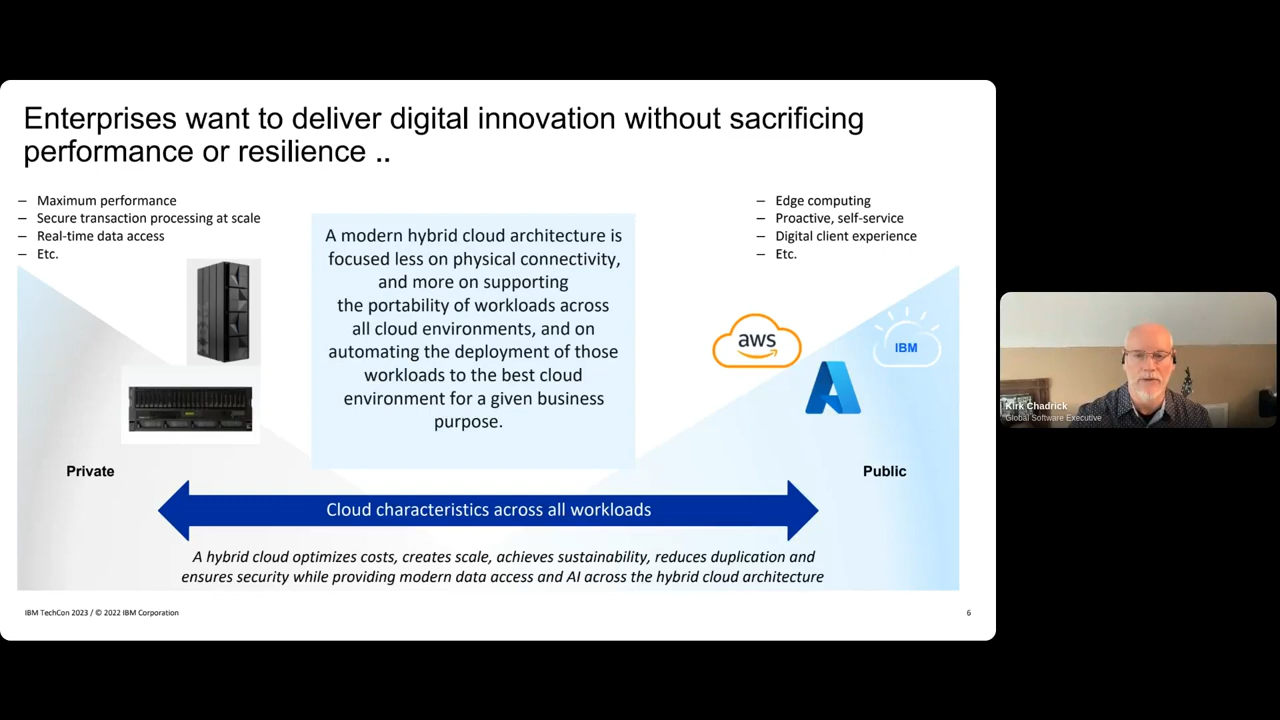 Enterprises want to deliver digital innovation without sacrificing
performance or resilience ..
– Maximum performance
– Secure transaction processing at scale
– Real-time data access
– Etc.
A modern hybrid cloud architecture is
focused less on physical connectivity,
and more on supporting
the portability of workloads across
all cloud environments, and on
automating the deployment of those
workloads to the best cloud
environment for a given business
purpose.
– Edge computing
– Proactive, self-service
– Digital client experience
– Etc.
aws
IBM
Kirk Chadrick
Global Software Executive
Private
Public
Cloud characteristics across all workloads
A hybrid cloud optimizes costs, creates scale, achieves sustainability, reduces duplication and
ensures security while providing modern data access and AI across the hybrid cloud architecture
IBM TechCon 2023 / © 2022 IBM Corporation
6